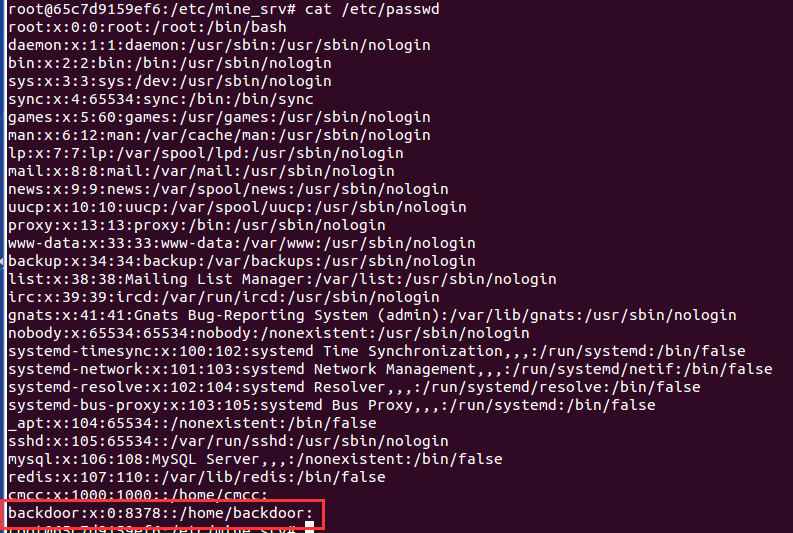 root@65c7d9159ef6:/etc/mine_srv# cat /etc/passwd
root:x:0:0:root:/root:/bin/bash
daemon:x:1:1:daemon:/usr/sbin:/usr/sbin/nologin
bin:x:2:2:bin:/bin:/usr/sbin/nologin
sys:x:3:3:sys:/dev:/usr/sbin/nologin
sync:x:4:65534:sync:/bin:/bin/sync
games:x:5:60:games:/usr/games:/usr/sbin/nologin
man:x:6:12:man:/var/cache/man:/usr/sbin/nologin
lp:x:7:7:lp:/var/spool/lpd:/usr/sbin/nologin
mail:x:8:8:mail:/var/mail:/usr/sbin/nologin
news:x:9:9:news:/var/spool/news:/usr/sbin/nologin
uucp:x:10:10:uucp:/var/spool/uucp:/usr/sbin/nologin
proxy:x:13:13:proxy:/bin:/usr/sbin/nologin
www-data:x:33:33:www-data:/var/www:/usr/sbin/nologin
backup:x:34:34:backup:/var/backups:/usr/sbin/nologin
list:x:38:38:Mailing List Manager:/var/list:/usr/sbin/nologin
irc:x:39:39:ircd:/var/run/ircd:/usr/sbin/nologin
gnats:x:41:41:Gnats Bug-Reporting System (admin):/var/lib/gnats:/usr/sbin/nologin
nobody:x:65534:65534:nobody:/nonexistent:/usr/sbin/nologin
systemd-timesync:x:100:102:systemd Time Synchronization,,,:/run/systemd:/bin/false
systemd-network:x:101:103:systemd Network Management,,,:/run/systemd/netif:/bin/false
systemd-resolve:x:102:104:systemd Resolver,,,:/run/systemd/resolve:/bin/false
systemd-bus-proxy:x:103:105:systemd Bus Proxy,,,:/run/systemd:/bin/false
_apt:x:104:65534::/nonexistent:/bin/false
sshd:x:105:65534::/var/run/sshd:/usr/sbin/nologin
mysql:x:106:108:MySQL Server,,,:/nonexistent:/bin/false
redis:x:107:110::/var/lib/redis:/bin/false
cmcc:x:1000:1000::/home/cmcc:
backdoor:x:0:8378::/home/backdoor:
root@65c7d9159ef6:/etc/mine_srv#